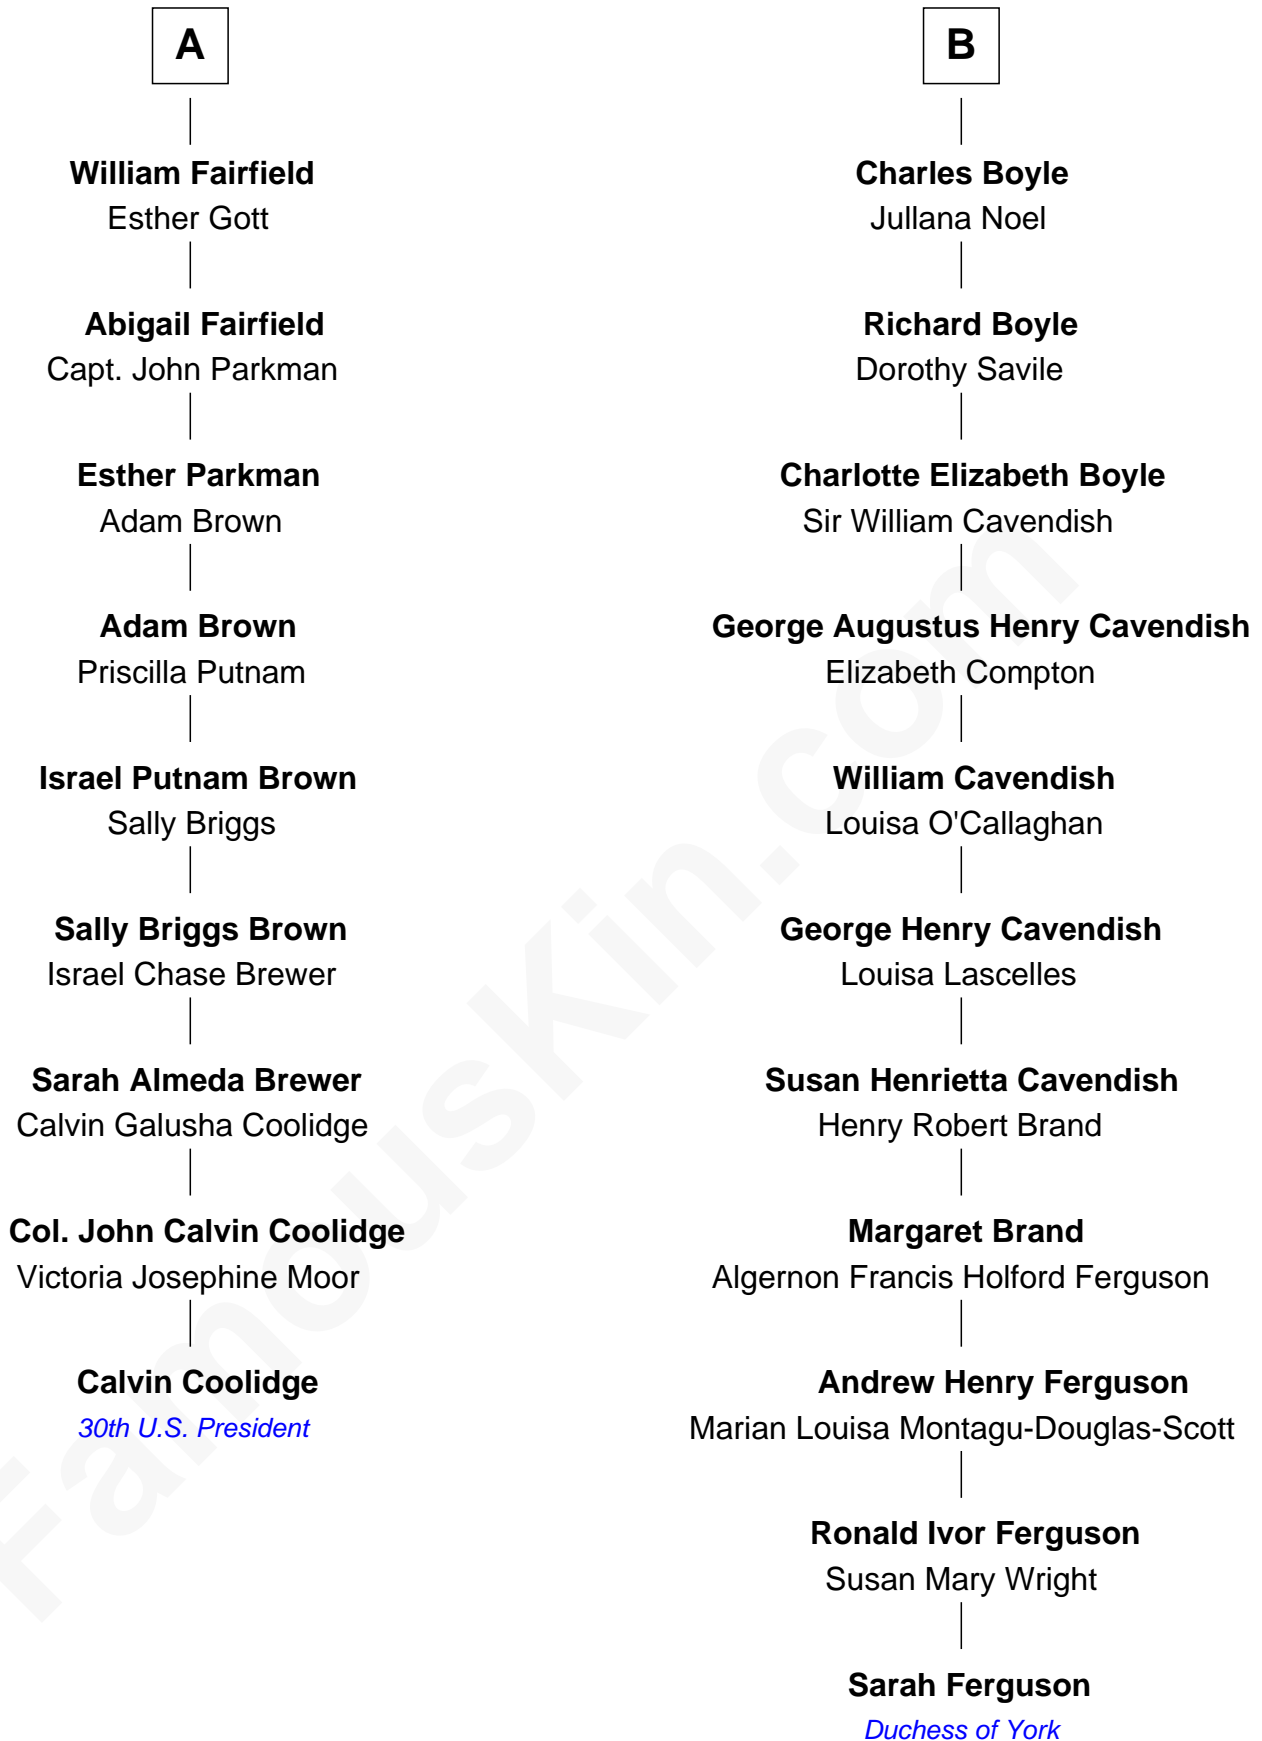 A
William Fairfield
Esther Gott
Abigail Fairfield
Capt. John Parkman
Esther Parkman
Adam Brown
Adam Brown
Priscilla Putnam
Israel Putnam Brown
Sally Briggs
Sally Briggs Brown
Israel Chase Brewer
Sarah Almeda Brewer
Calvin Galusha Coolidge
Col. John Calvin Coolidge
Victoria Josephine Moor
Calvin Coolidge
30th U.S. President
B
Charles Boyle
Jullana Noel
Richard Boyle
Dorothy Savile
Charlotte Elizabeth Boyle
Sir William Cavendish
George Augustus Henry Cavendish
Elizabeth Compton
William Cavendish
Louisa O'Callaghan
George Henry Cavendish
Louisa Lascelles
Susan Henrietta Cavendish
Henry Robert Brand
Margaret Brand
Algernon Francis Holford Ferguson
Andrew Henry Ferguson
Marian Louisa Montagu-Douglas-Scott
Ronald Ivor Ferguson
Susan Mary Wright
Sarah Ferguson
Duchess of York
FamousKin.com